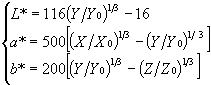 L* = 116(Y/Y₀)^1/3 − 16
a* = 500[(X/X₀)^1/3 − (Y/Y₀)^1/3]
b* = 200[(Y/Y₀)^1/3 − (Z/Z₀)^1/3]